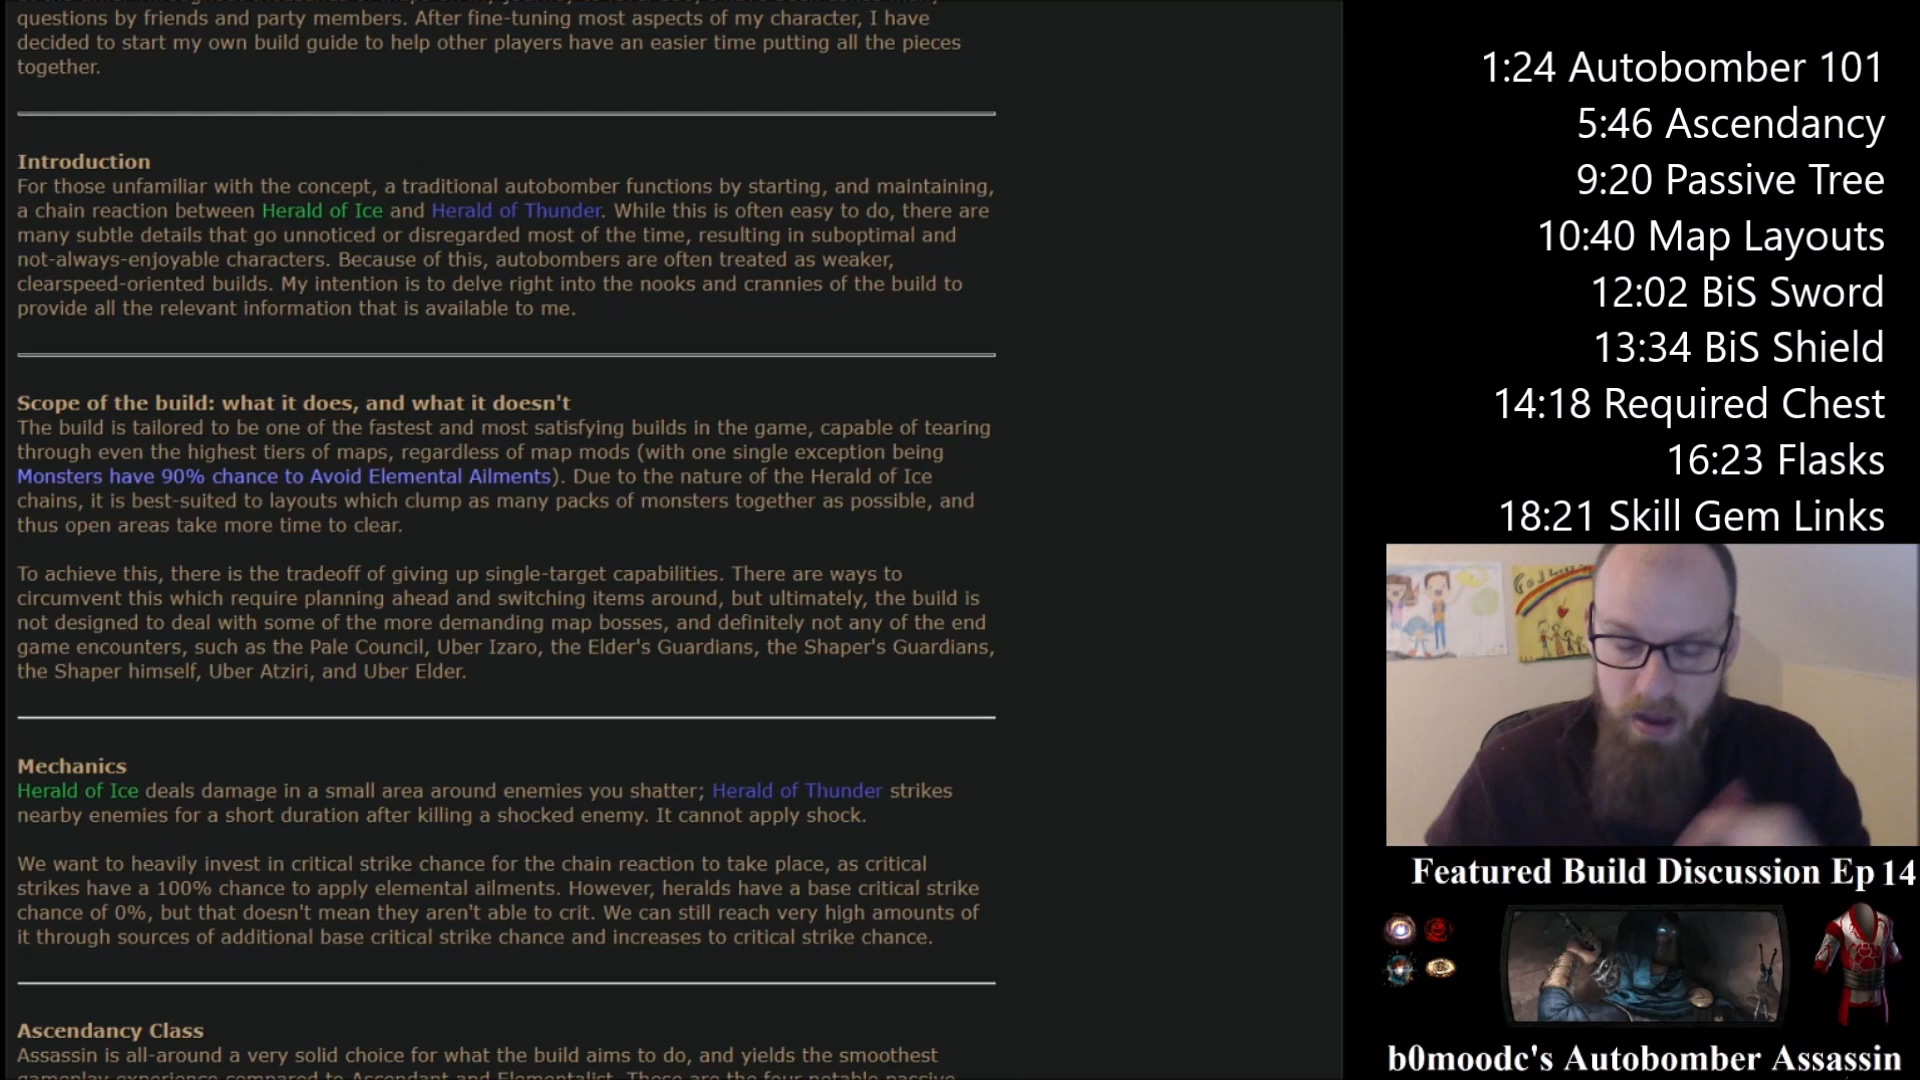 questions by friends and party members. After fine-tuning most aspects of my character, I have
decided to start my own build guide to help other players have an easier time putting all the pieces
together.
Introduction
For those unfamiliar with the concept, a traditional autobomber functions by starting, and maintaining,
a chain reaction between Herald of Ice and Herald of Thunder. While this is often easy to do, there are
many subtle details that go unnoticed or disregarded most of the time, resulting in suboptimal and
not-always-enjoyable characters. Because of this, autobombers are often treated as weaker,
clearspeed-oriented builds. My intention is to delve right into the nooks and crannies of the build to
provide all the relevant information that is available to me.
Scope of the build: what it does, and what it doesn't
The build is tailored to be one of the fastest and most satisfying builds in the game, capable of tearing
through even the highest tiers of maps, regardless of map mods (with one single exception being
Monsters have 90% chance to Avoid Elemental Ailments). Due to the nature of the Herald of Ice
chains, it is best-suited to layouts which clump as many packs of monsters together as possible, and
thus open areas take more time to clear.
To achieve this, there is the tradeoff of giving up single-target capabilities. There are ways to
circumvent this which require planning ahead and switching items around, but ultimately, the build is
not designed to deal with some of the more demanding map bosses, and definitely not any of the end
game encounters, such as the Pale Council, Uber Izaro, the Elder's Guardians, the Shaper's Guardians,
the Shaper himself, Uber Atziri, and Uber Elder.
Mechanics
Herald of Ice deals damage in a small area around enemies you shatter; Herald of Thunder strikes
nearby enemies for a short duration after killing a shocked enemy. It cannot apply shock.
We want to heavily invest in critical strike chance for the chain reaction to take place, as critical
strikes have a 100% chance to apply elemental ailments. However, heralds have a base critical strike
chance of 0%, but that doesn't mean they aren't able to crit. We can still reach very high amounts of
it through sources of additional base critical strike chance and increases to critical strike chance.
Ascendancy Class
Assassin is all-around a very solid choice for what the build aims to do, and yields the smoothest
gameplay experience compared to Ascendant and Elementalist. These are the four notable passive
1:24 Autobomber 101
5:46 Ascendancy
9:20 Passive Tree
10:40 Map Layouts
12:02 BiS Sword
13:34 BiS Shield
14:18 Required Chest
16:23 Flasks
18:21 Skill Gem Links
Featured Build Discussion Ep 14
b0moodc's Autobomber Assassin